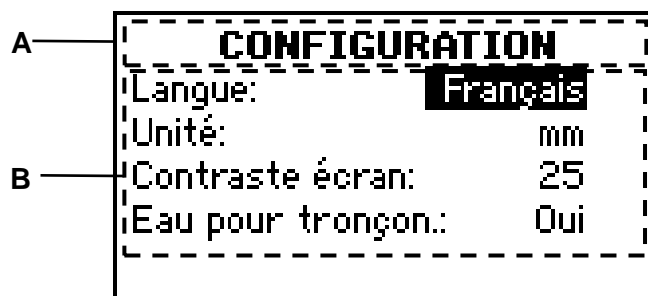 A
CONFIGURATION
Langue: Français
Unité: mm
B
Contraste écran: 25
Eau pour tronçon.: Oui